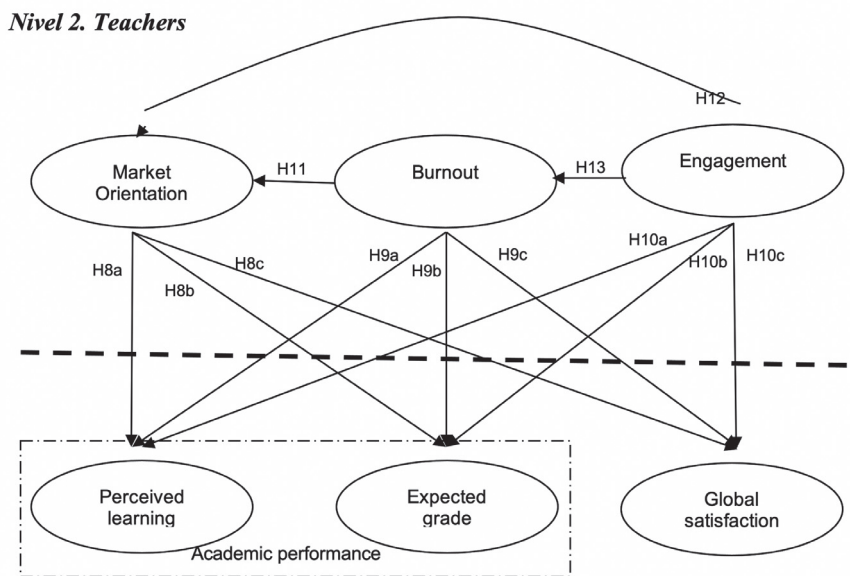 Nivel 2. Teachers
H12
Market
Orientation
H11
Burnout
H13
Engagement
H8a
H8b
H8c
H9a
H9b
H9c
H10a
H10b
H10c
Perceived
learning
Expected
grade
Global
satisfaction
Academic performance